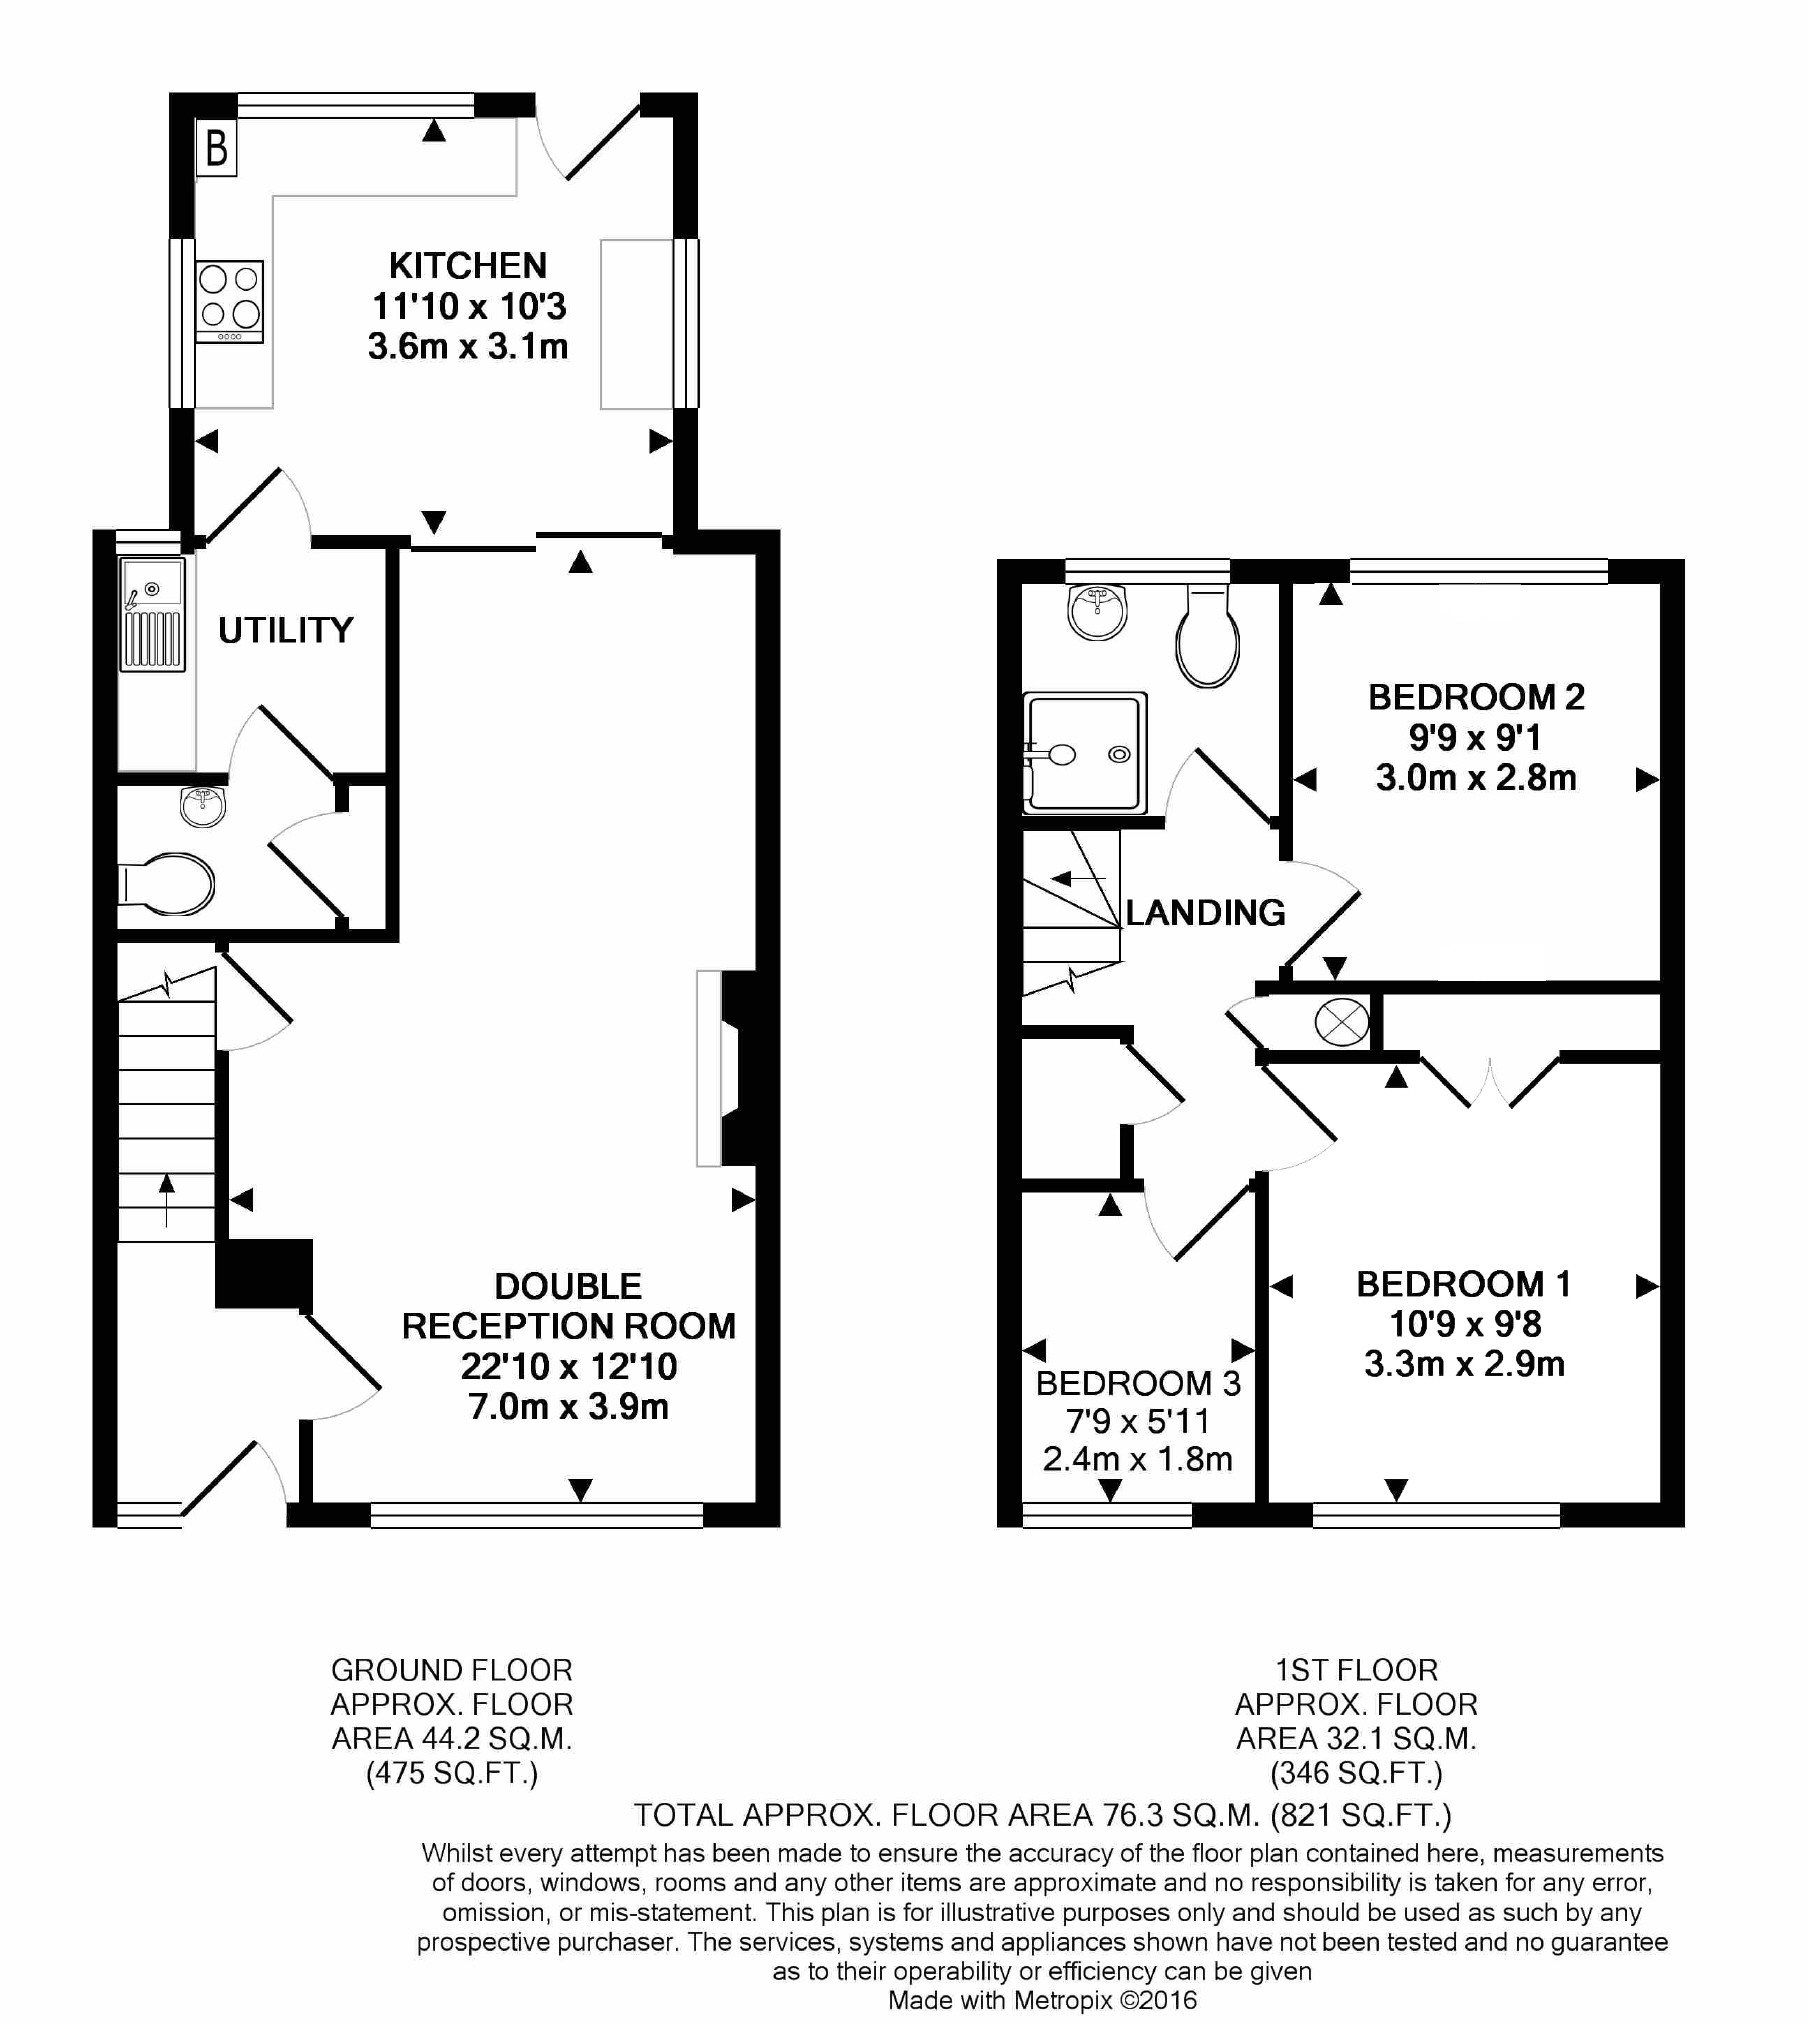 B
KITCHEN
11'10 x 10'3
3.6m x 3.1m
UTILITY
DOUBLE
RECEPTION ROOM
22'10 x 12'10
7.0m x 3.9m
BEDROOM 2
9'9 x 9'1
3.0m x 2.8m
LANDING
BEDROOM 1
10'9 x 9'8
3.3m x 2.9m
BEDROOM 3
7'9 x 5'11
2.4m x 1.8m
GROUND FLOOR
APPROX. FLOOR
AREA 44.2 SQ.M.
(475 SQ.FT.)
1ST FLOOR
APPROX. FLOOR
AREA 32.1 SQ.M.
(346 SQ.FT.)
TOTAL APPROX. FLOOR AREA 76.3 SQ.M. (821 SQ.FT.)
Whilst every attempt has been made to ensure the accuracy of the floor plan contained here, measurements
of doors, windows, rooms and any other items are approximate and no responsibility is taken for any error,
omission, or mis-statement. This plan is for illustrative purposes only and should be used as such by any
prospective purchaser. The services, systems and appliances shown have not been tested and no guarantee
as to their operability or efficiency can be given
Made with Metropix ©2016